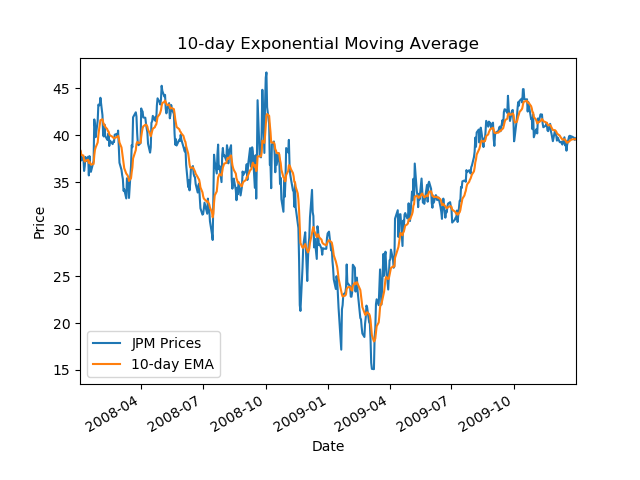 10-day Exponential Moving Average
Price
45
40
35
30
25
20
15
JPM Prices
10-day EMA
2008-04
2008-07
2008-10
2009-01
2009-04
2009-07
2009-10
Date